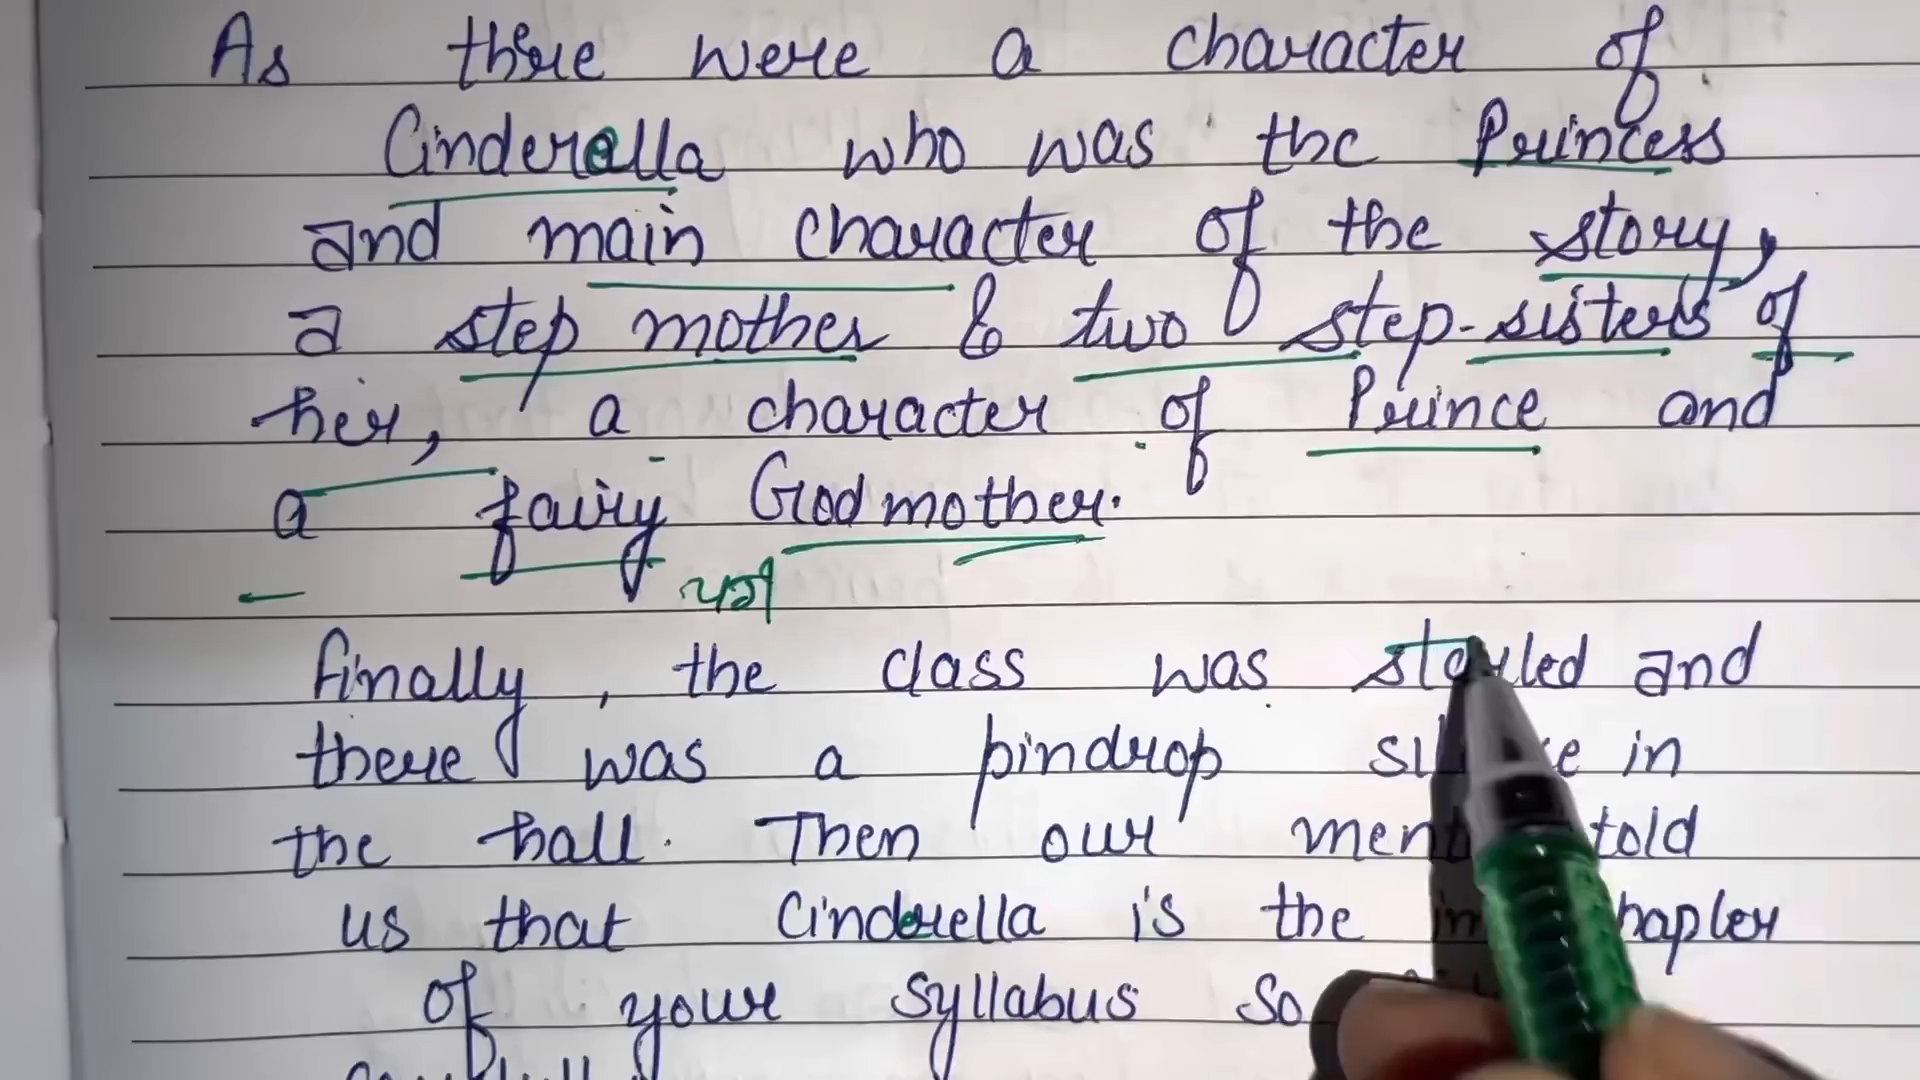 As there were a character of
Cinderella who was the Princess
and main character of the story,
a step mother & two step-sisters of
her, a character of Prince and
a fairy Godmother.
finally, the class was and
there was a pindrop in
the hall. Then our told
us that Cinderella is the
of your syllabus so